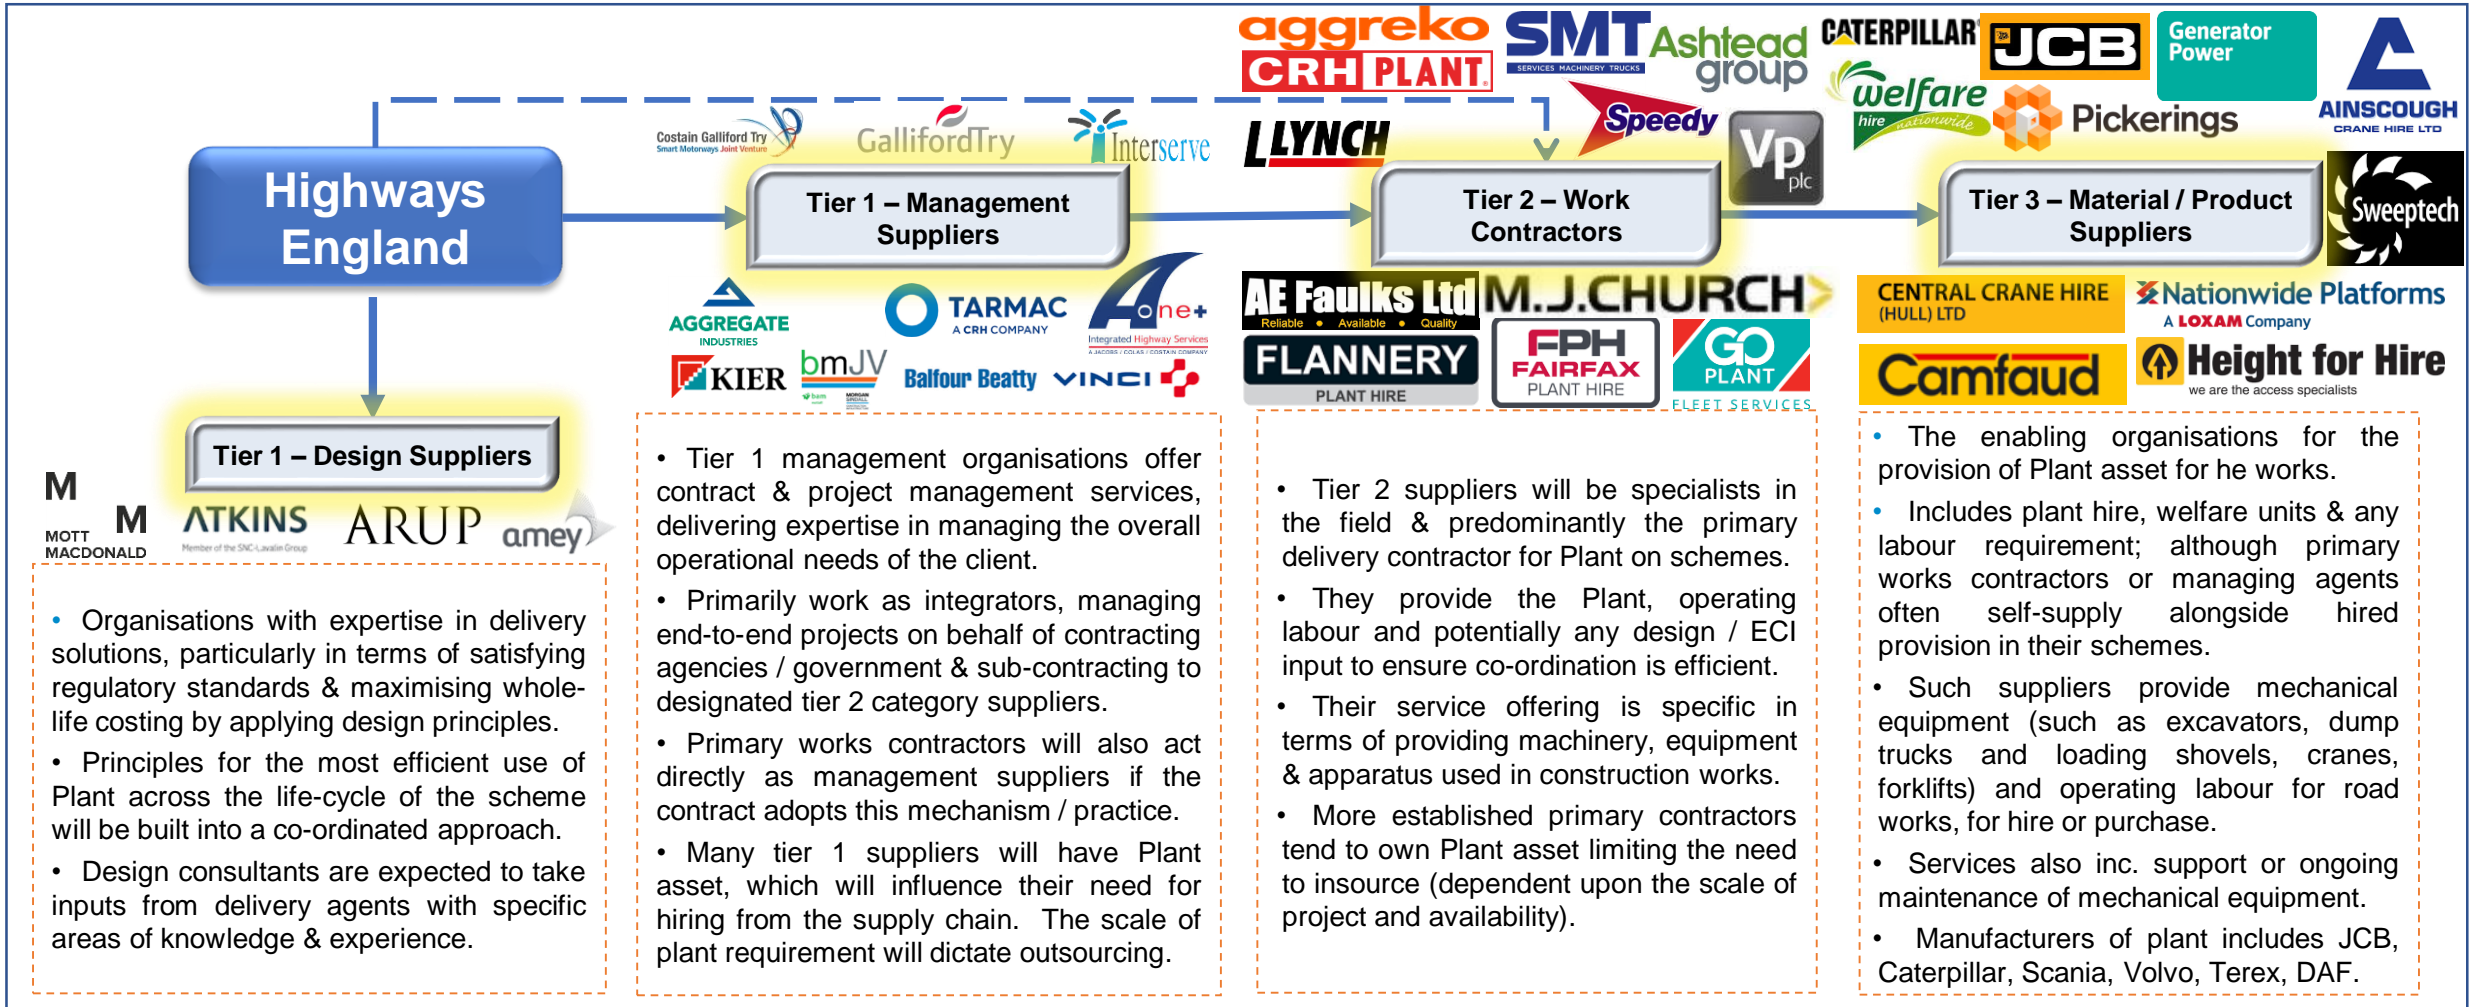 aggreko
CRH PLANT
SMT
SERVICES MACHINERY TRUCKS
Ashtead
group
CATERPILLAR
JCB
Generator
Power
AINSCOUGH
CRANE HIRE LTD
welfare
hire nationwide
Pickerings
Speedy
Vp
plc
LLYNCH
Costain Galliford Try
Smart Motorways Joint Venture
GallifordTry
Interserve
Highways
England
Tier 1 – Management
Suppliers
Tier 2 – Work
Contractors
Tier 3 – Material / Product
Suppliers
Sweeptech
AGGREGATE
INDUSTRIES
TARMAC
A CRH COMPANY
one+
Integrated Highway Services
A JACOBS / COLAS / COSTAIN COMPANY
KIER
bmJV
bam
MORGAN
SINDALL
Balfour Beatty
VINCI
AE Faulks Ltd
Reliable • Available • Quality
M.J.CHURCH
FLANNERY
PLANT HIRE
FPH
FAIRFAX
PLANT HIRE
GO
PLANT
FLEET SERVICES
CENTRAL CRANE HIRE
(HULL) LTD
Nationwide Platforms
A LOXAM Company
Camfaud
Height for Hire
we are the access specialists
Tier 1 – Design Suppliers
M
M
MOTT
MACDONALD
ATKINS
Member of the SNC-Lavalin Group
ARUP
amey
• Organisations with expertise in delivery
solutions, particularly in terms of satisfying
regulatory standards & maximising whole-
life costing by applying design principles.
• Principles for the most efficient use of
Plant across the life-cycle of the scheme
will be built into a co-ordinated approach.
• Design consultants are expected to take
inputs from delivery agents with specific
areas of knowledge & experience.
• Tier 1 management organisations offer
contract & project management services,
delivering expertise in managing the overall
operational needs of the client.
• Primarily work as integrators, managing
end-to-end projects on behalf of contracting
agencies / government & sub-contracting to
designated tier 2 category suppliers.
• Primary works contractors will also act
directly as management suppliers if the
contract adopts this mechanism / practice.
• Many tier 1 suppliers will have Plant
asset, which will influence their need for
hiring from the supply chain. The scale of
plant requirement will dictate outsourcing.
• Tier 2 suppliers will be specialists in
the field & predominantly the primary
delivery contractor for Plant on schemes.
• They provide the Plant, operating
labour and potentially any design / ECI
input to ensure co-ordination is efficient.
• Their service offering is specific in
terms of providing machinery, equipment
& apparatus used in construction works.
• More established primary contractors
tend to own Plant asset limiting the need
to insource (dependent upon the scale of
project and availability).
• The enabling organisations for the
provision of Plant asset for he works.
• Includes plant hire, welfare units & any
labour requirement; although primary
works contractors or managing agents
often self-supply alongside hired
provision in their schemes.
• Such suppliers provide mechanical
equipment (such as excavators, dump
trucks and loading shovels, cranes,
forklifts) and operating labour for road
works, for hire or purchase.
• Services also inc. support or ongoing
maintenance of mechanical equipment.
• Manufacturers of plant includes JCB,
Caterpillar, Scania, Volvo, Terex, DAF.